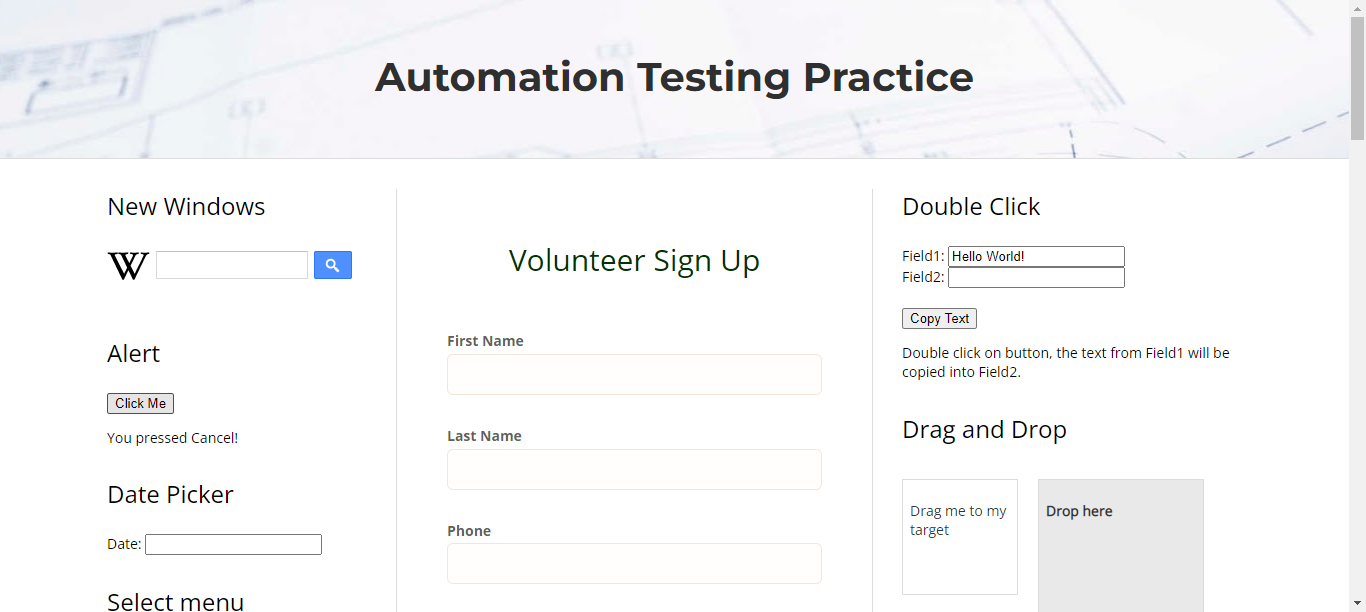 Automation Testing Practice
New Windows
W
Alert
Click Me
You pressed Cancel!
Date Picker
Date:
Select menu
Volunteer Sign Up
First Name
Last Name
Phone
Double Click
Field1: Hello World!
Field2:
Copy Text
Double click on button, the text from Field1 will be
copied into Field2.
Drag and Drop
Drag me to my
target
Drop here